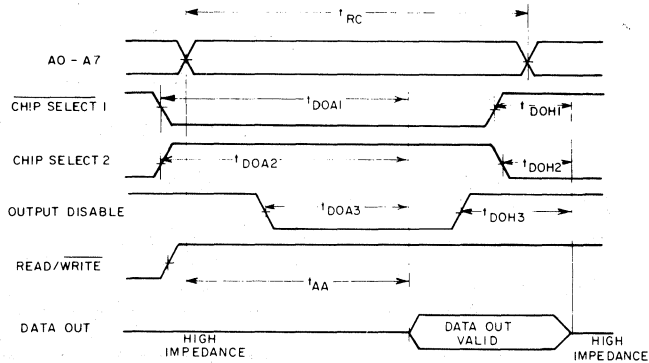 tRC
A0 - A7
CHIP SELECT 1
tDOA1
tDOH1
CHIP SELECT 2
tDOA2
tDOH2
OUTPUT DISABLE
tDOA3
tDOH3
READ/WRITE
tAA
DATA OUT
HIGH
IMPEDANCE
DATA OUT
VALID
HIGH
IMPEDANCE